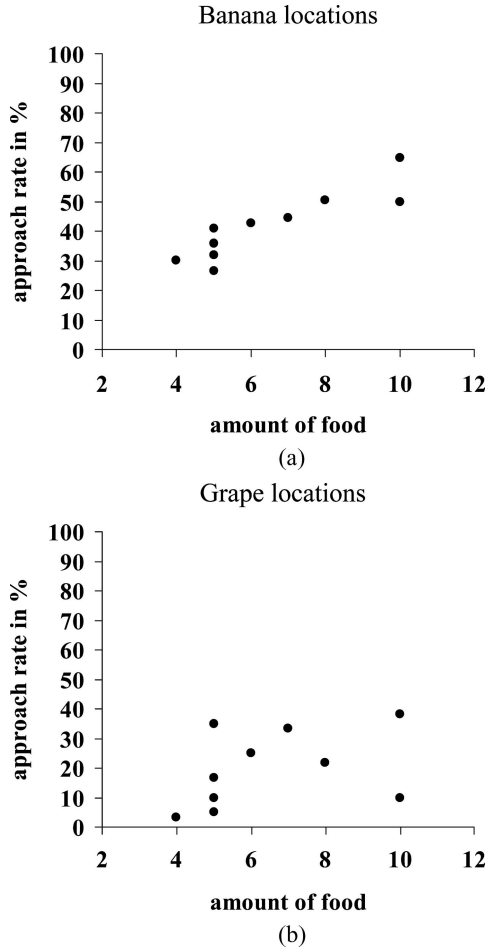 Banana locations
100
90
80
70
60
50
40
30
20
10
0
approach rate in %
2 4 6 8 10 12
amount of food
(a)
Grape locations
100
90
80
70
60
50
40
30
20
10
0
approach rate in %
2 4 6 8 10 12
amount of food
(b)